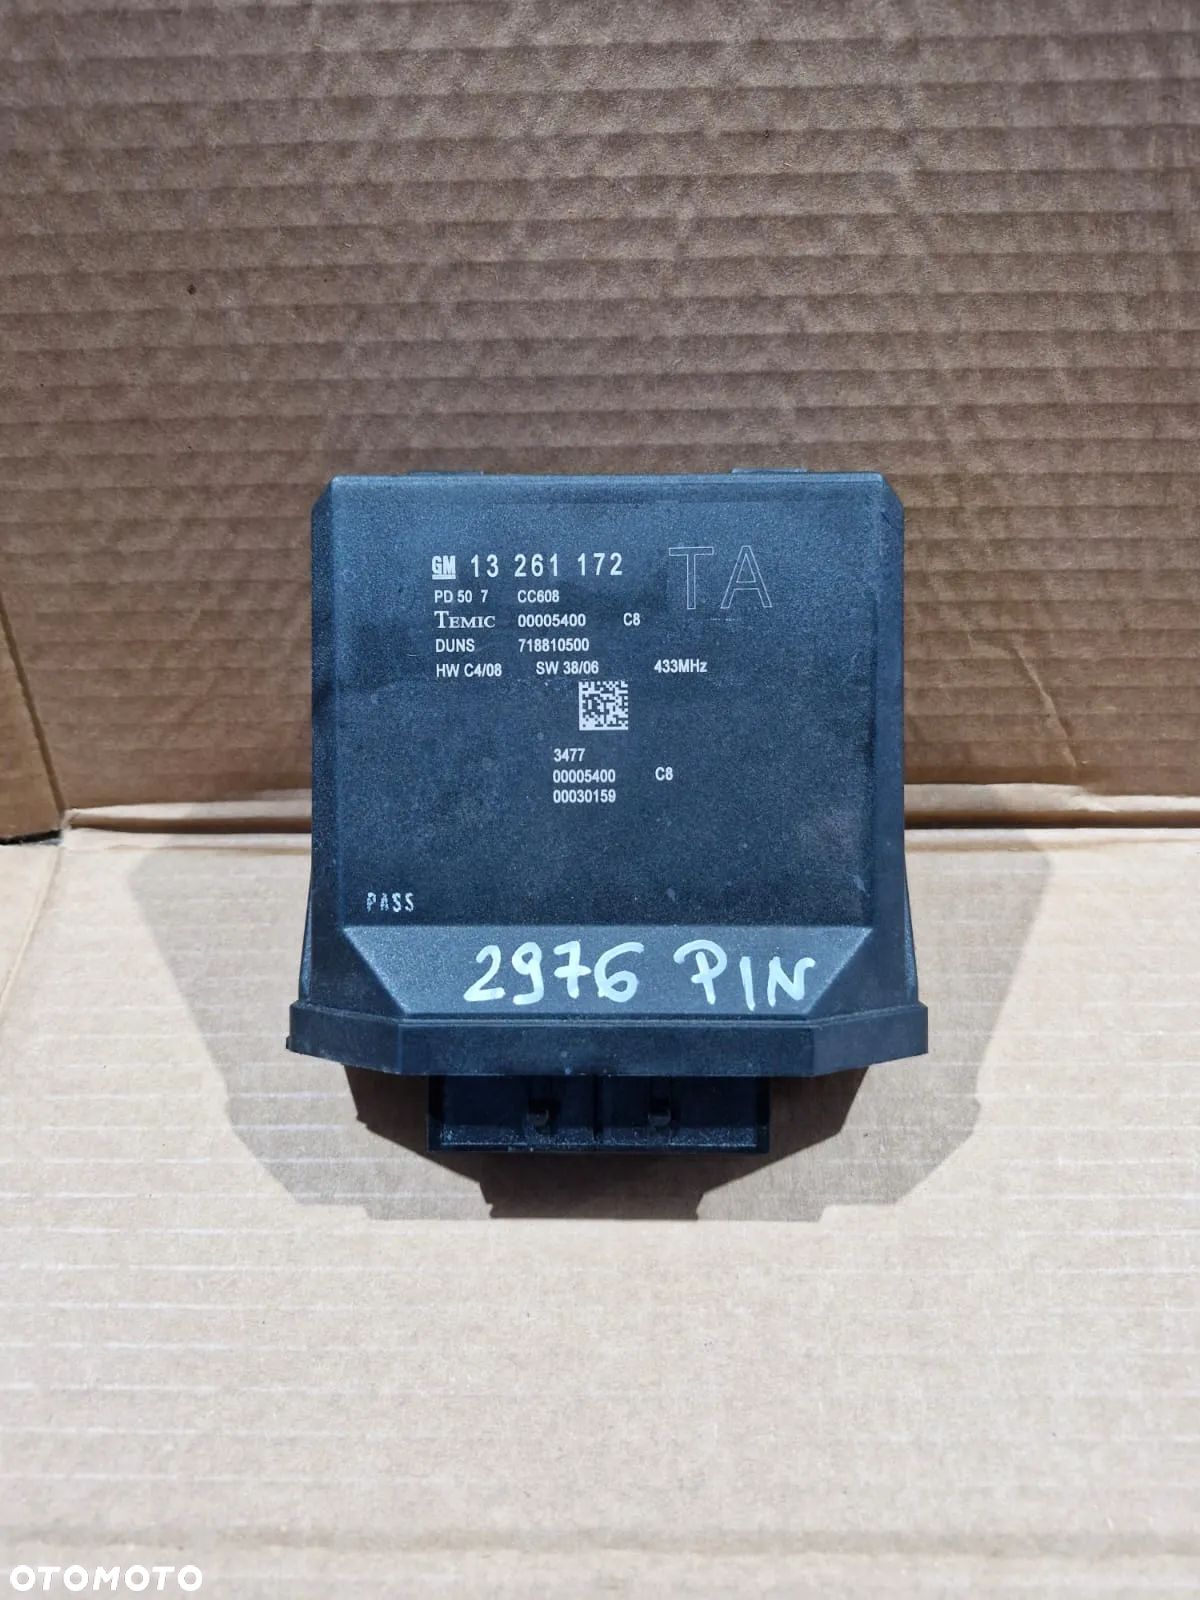 GM 13 261 172 TA
PD 50 7 CC608
TEMIC 00005400 C8
DUNS 718810500
HW C4/08 SW 38/06 433MHz
3477
00005400 C8
00030159
PASS
2976 PIN
OTOMOTO